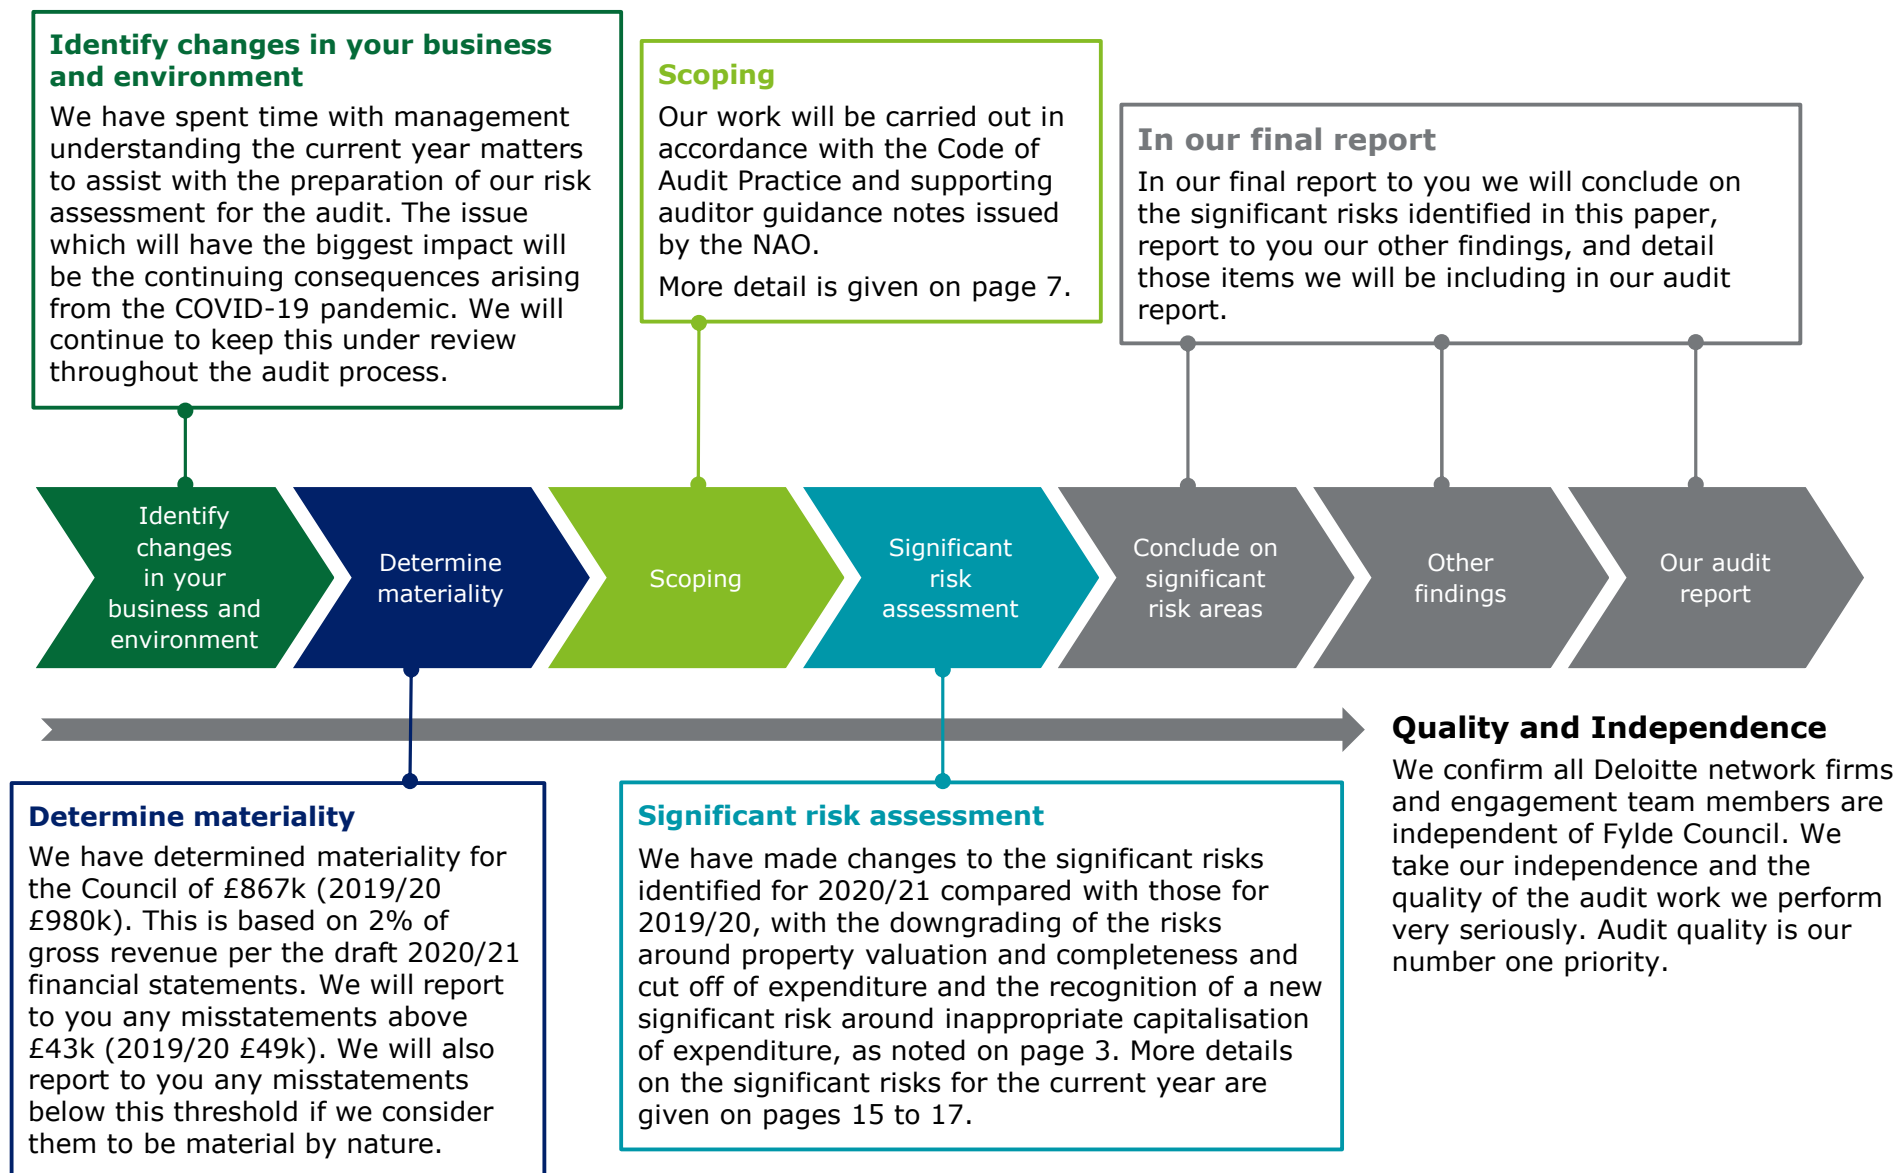 Identify changes in your business
and environment
We have spent time with management
understanding the current year matters
to assist with the preparation of our risk
assessment for the audit. The issue
which will have the biggest impact will
be the continuing consequences arising
from the COVID-19 pandemic. We will
continue to keep this under review
throughout the audit process.
Scoping
Our work will be carried out in
accordance with the Code of
Audit Practice and supporting
auditor guidance notes issued
by the NAO.
More detail is given on page 7.
In our final report
In our final report to you we will conclude on
the significant risks identified in this paper,
report to you our other findings, and detail
those items we will be including in our audit
report.
Identify
changes
in your
business and
environment
Determine
materiality
Scoping
Significant
risk
assessment
Conclude on
significant
risk areas
Other
findings
Our audit
report
Determine materiality
We have determined materiality for
the Council of £867k (2019/20
£980k). This is based on 2% of
gross revenue per the draft 2020/21
financial statements. We will report
to you any misstatements above
£43k (2019/20 £49k). We will also
report to you any misstatements
below this threshold if we consider
them to be material by nature.
Significant risk assessment
We have made changes to the significant risks
identified for 2020/21 compared with those for
2019/20, with the downgrading of the risks
around property valuation and completeness and
cut off of expenditure and the recognition of a new
significant risk around inappropriate capitalisation
of expenditure, as noted on page 3. More details
on the significant risks for the current year are
given on pages 15 to 17.
Quality and Independence
We confirm all Deloitte network firms
and engagement team members are
independent of Fylde Council. We
take our independence and the
quality of the audit work we perform
very seriously. Audit quality is our
number one priority.